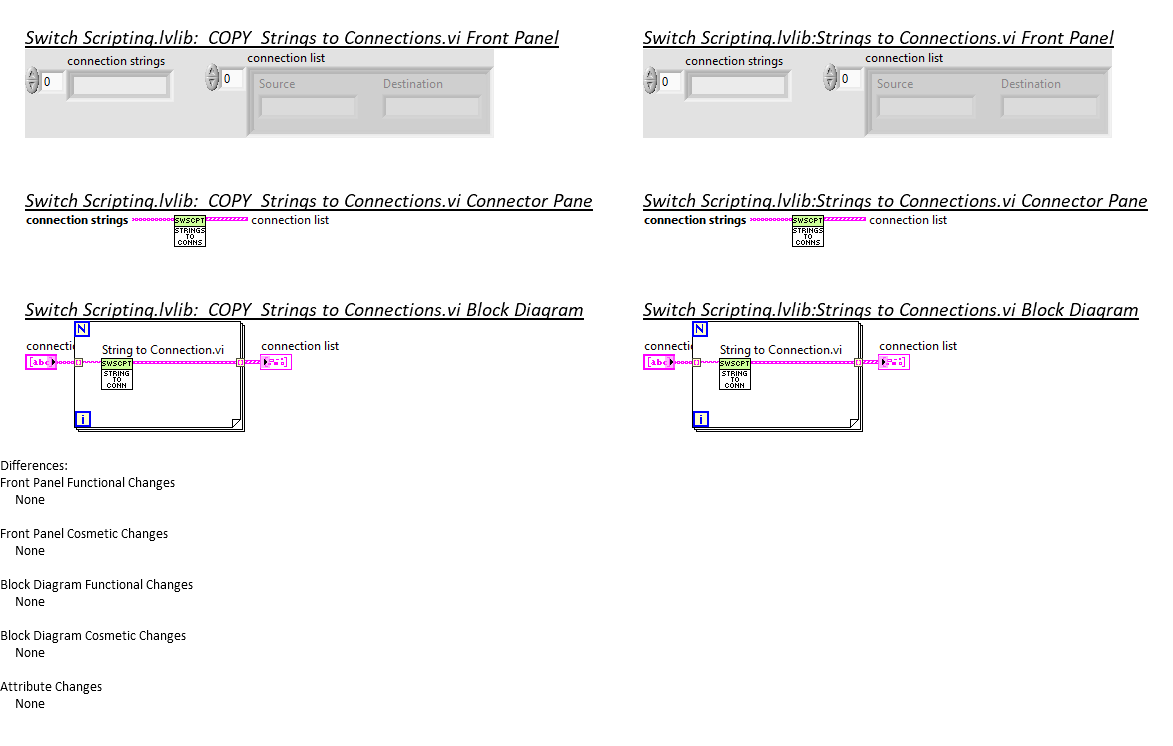 Switch Scripting.lvlib:  COPY  Strings to Connections.vi Front Panel
connection strings
connection list
0
0
Source
Destination
Switch Scripting.lvlib:Strings to Connections.vi Front Panel
connection strings
connection list
0
0
Source
Destination
Switch Scripting.lvlib:  COPY  Strings to Connections.vi Connector Pane
connection strings
SWSCPT
STRINGS
TO
CONNS
connection list
Switch Scripting.lvlib:Strings to Connections.vi Connector Pane
connection strings
SWSCPT
STRINGS
TO
CONNS
connection list
Switch Scripting.lvlib:  COPY  Strings to Connections.vi Block Diagram
N
connecti
String to Connection.vi
connection list
abc
SWSCPT
STRING
TO
CONN
i
Switch Scripting.lvlib:Strings to Connections.vi Block Diagram
N
connecti
String to Connection.vi
connection list
abc
SWSCPT
STRING
TO
CONN
i
Differences:
Front Panel Functional Changes
None
Front Panel Cosmetic Changes
None
Block Diagram Functional Changes
None
Block Diagram Cosmetic Changes
None
Attribute Changes
None